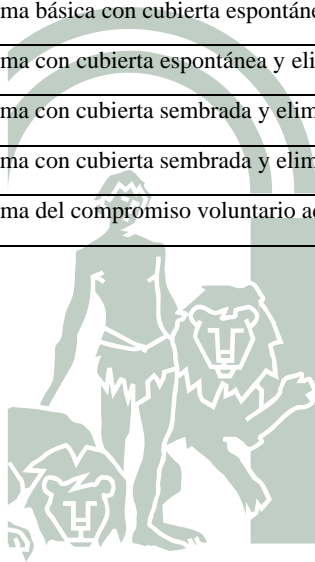 ma básica con cubierta espontáne
ma con cubierta espontánea y eli
ma con cubierta sembrada y elim
ma con cubierta sembrada y elim
ma del compromiso voluntario ad